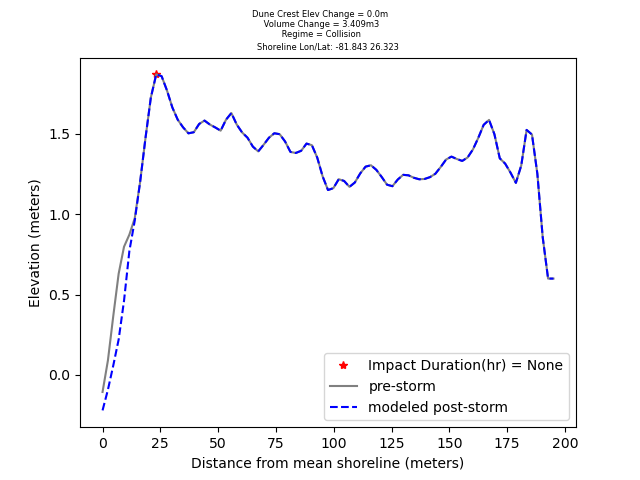 Dune Crest Elev Change = 0.0m
Volume Change = 3.409m3
Regime = Collision
Shoreline Lon/Lat: -81.843 26.323
1.5
1.0
0.5
0.0
Elevation (meters)
Impact Duration(hr) = None
pre-storm
modeled post-storm
0 25 50 75 100 125 150 175 200
Distance from mean shoreline (meters)